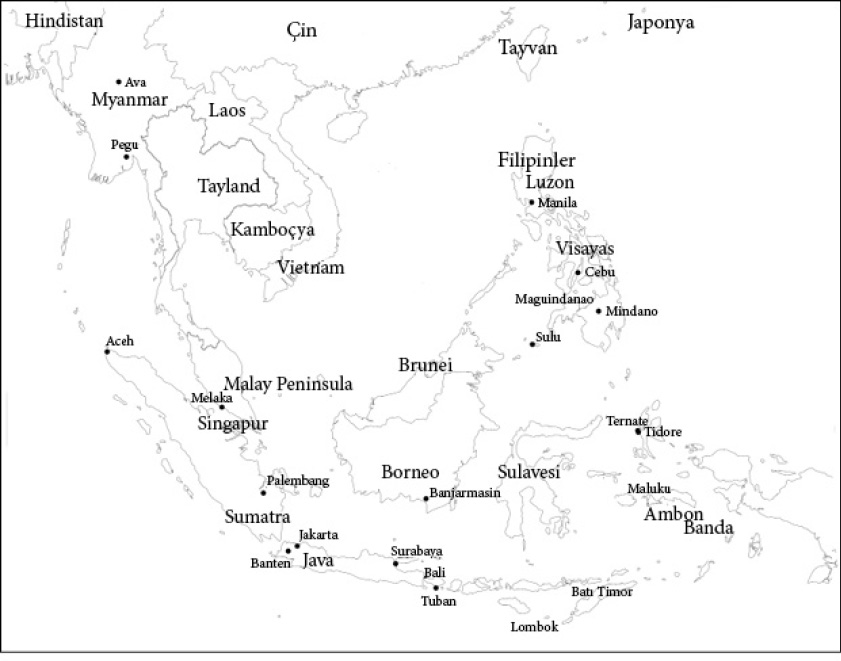 Hindistan
Çin
Japonya
Tayvan
Ava
Myanmar
Laos
Pegu
Filipinler
Luzon
Tayland
Manila
Kamboçya
Visayas
Vietnam
Cebu
Maguindanao
Mindano
Sulu
Aceh
Brunei
Malay Peninsula
Melaka
Singapur
Ternate
Tidore
Borneo
Sulavesi
Palembang
Banjarmasin
Maluku
Sumatra
Ambon
Banda
Jakarta
Banten
Java
Surabaya
Bali
Tuban
Batı Timor
Lombok